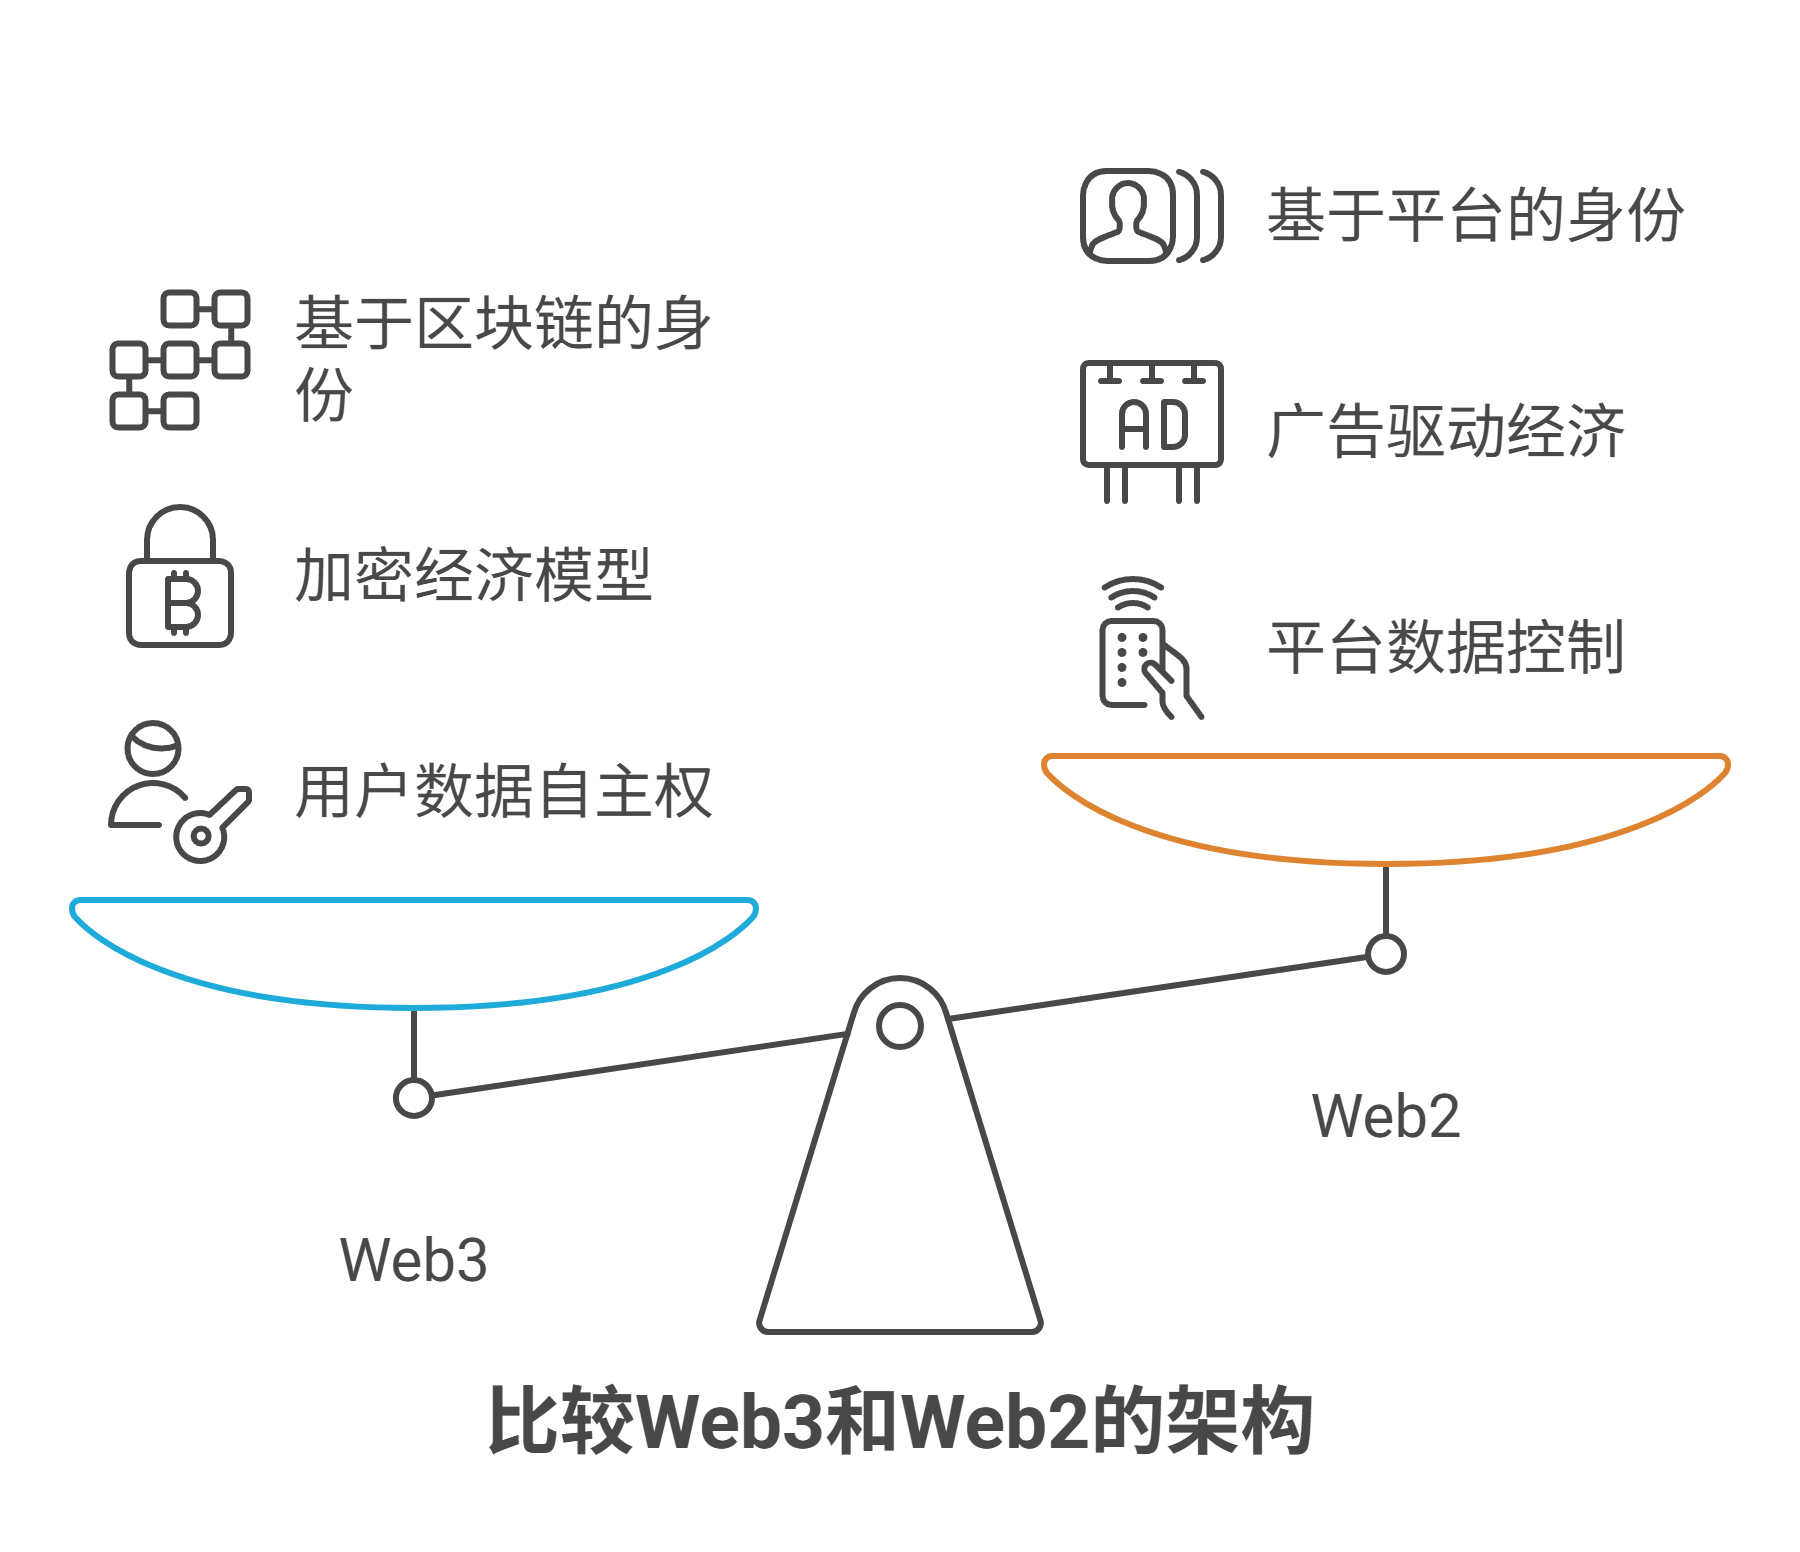 基于区块链的身
份
加密经济模型
用户数据自主权
Web3
基于平台的身份
AD
广告驱动经济
平台数据控制
Web2
比较Web3和Web2的架构